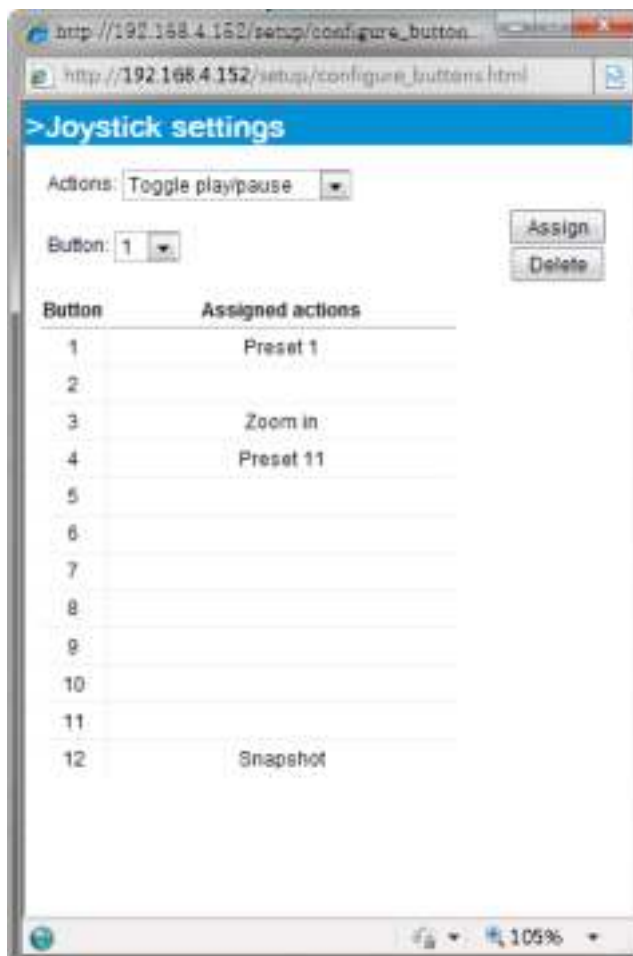 http://192.168.4.152/setup/configure_button...
http://192.168.4.152/setup/configure_buttons.html
>Joystick settings
Actions: Toggle play/pause
Button: 1
Assign
Delete
Button Assigned actions
1 Preset 1
2
3 Zoom in
4 Preset 11
5
6
7
8
9
10
11
12 Snapshot
105%